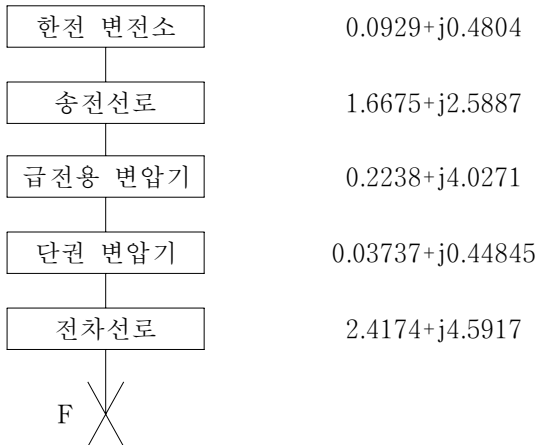 한전 변전소 0.0929+j0.4804
송전선로 1.6675+j2.5887
급전용 변압기 0.2238+j4.0271
단권 변압기 0.03737+j0.44845
전차선로 2.4174+j4.5917
F